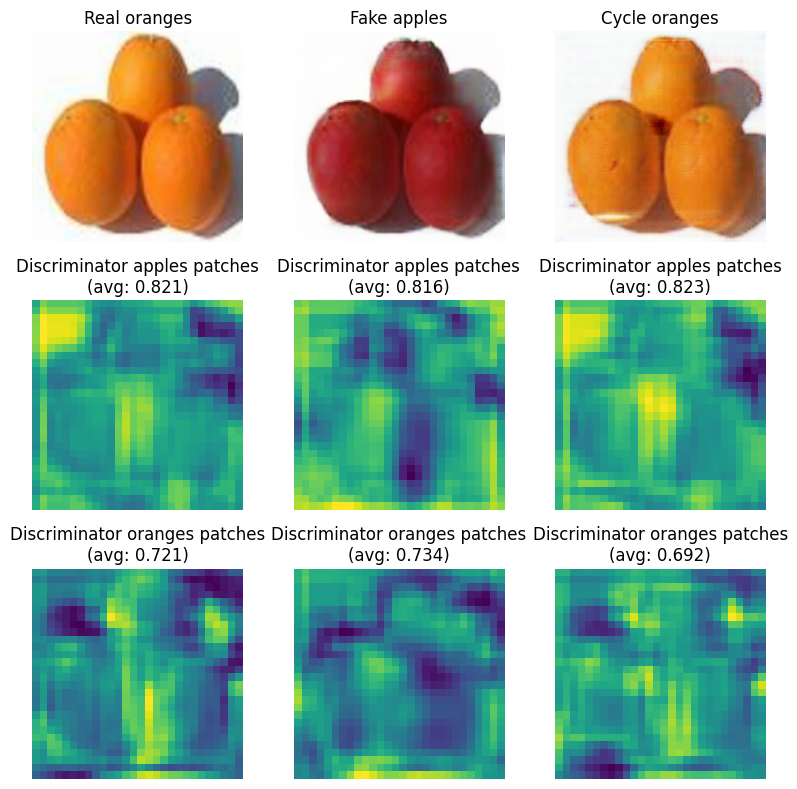 Real oranges
Fake apples
Cycle oranges
Discriminator apples patches
(avg: 0.821)
Discriminator apples patches
(avg: 0.816)
Discriminator apples patches
(avg: 0.823)
Discriminator oranges patches
(avg: 0.721)
Discriminator oranges patches
(avg: 0.734)
Discriminator oranges patches
(avg: 0.692)